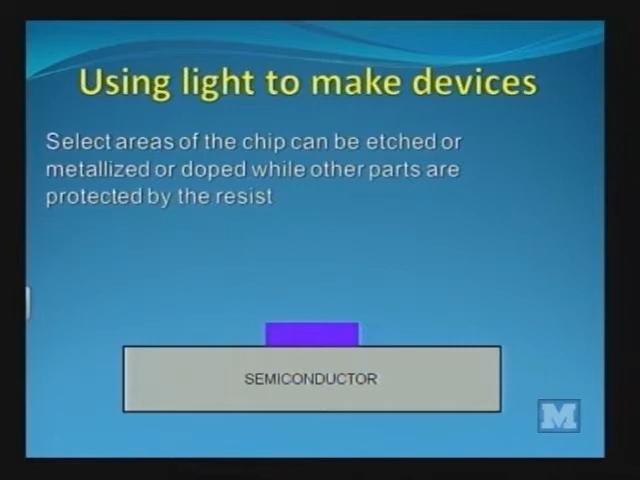 Using light to make devices
Select areas of the chip can be etched or
metallized or doped while other parts are
protected by the resist
SEMICONDUCTOR
M